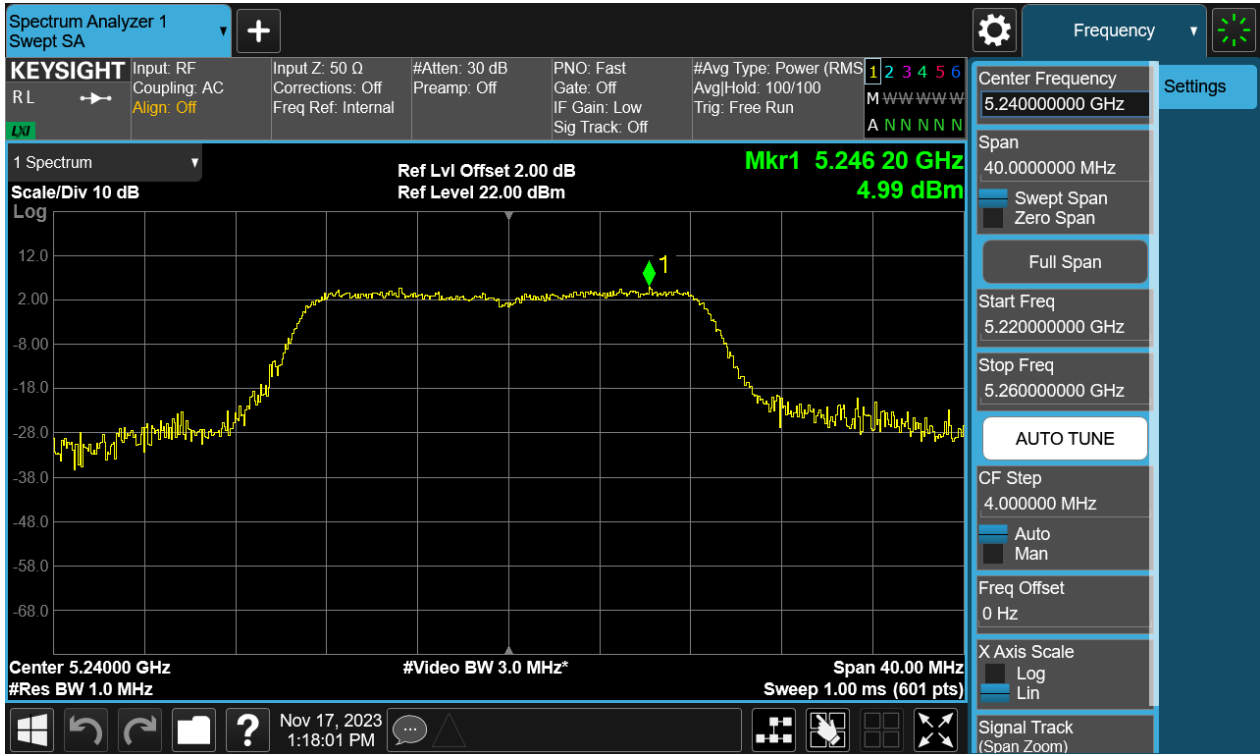 Spectrum Analyzer 1
Swept SA
+
Frequency
KEYSIGHT
R L
LXI
Input: RF
Coupling: AC
Align: Off
Input Z: 50 Ω
Corrections: Off
Freq Ref: Internal
#Atten: 30 dB
Preamp: Off
PNO: Fast
Gate: Off
IF Gain: Low
Sig Track: Off
#Avg Type: Power (RMS
Avg|Hold: 100/100
Trig: Free Run
1 2 3 4 5 6
M W W W W W
A N N N N N
1 Spectrum
Scale/Div 10 dB
Log
Ref Lvl Offset 2.00 dB
Ref Level 22.00 dBm
Mkr1 5.246 20 GHz
4.99 dBm
1
12.0
2.00
-8.00
-18.0
-28.0
-38.0
-48.0
-58.0
-68.0
Center 5.24000 GHz
#Res BW 1.0 MHz
#Video BW 3.0 MHz*
Span 40.00 MHz
Sweep 1.00 ms (601 pts)
?
Nov 17, 2023
1:18:01 PM
Center Frequency
5.240000000 GHz
Span
40.0000000 MHz
Swept Span
Zero Span
Full Span
Start Freq
5.220000000 GHz
Stop Freq
5.260000000 GHz
AUTO TUNE
CF Step
4.000000 MHz
Auto
Man
Freq Offset
0 Hz
X Axis Scale
Log
Lin
Signal Track
(Span Zoom)
Settings